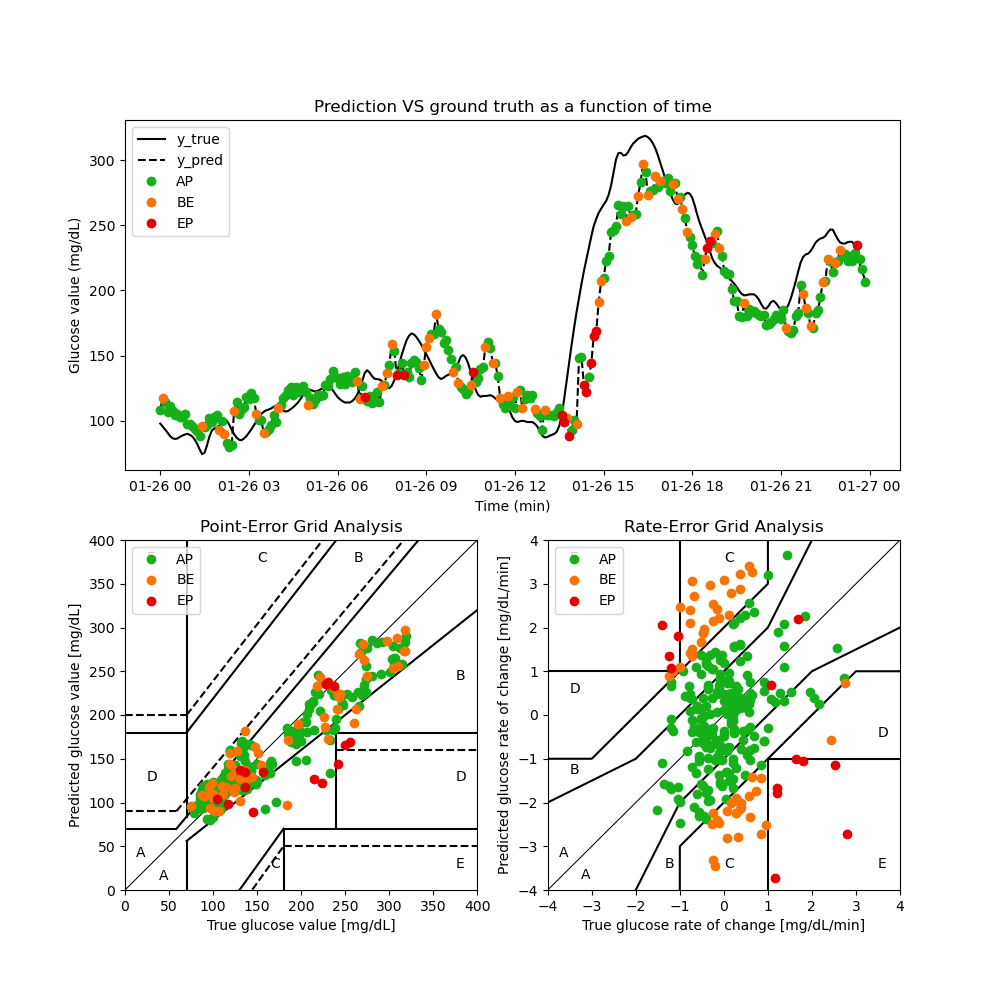 Prediction VS ground truth as a function of time
y_true
y_pred
AP
BE
EP
Glucose value (mg/dL)
300
250
200
150
100
01-26 00 01-26 03 01-26 06 01-26 09 01-26 12 01-26 15 01-26 18 01-26 21 01-27 00
Time (min)
Point-Error Grid Analysis
Predicted glucose value [mg/dL]
400
350
300
250
200
150
100
50
0
AP
BE
EP
C
B
B
D
D
A
A
C
E
0 50 100 150 200 250 300 350 400
True glucose value [mg/dL]
Rate-Error Grid Analysis
Predicted glucose rate of change [mg/dL/min]
4
3
2
1
0
−1
−2
−3
−4
AP
BE
EP
C
D
D
B
A
A
B
C
E
−4 −3 −2 −1 0 1 2 3 4
True glucose rate of change [mg/dL/min]